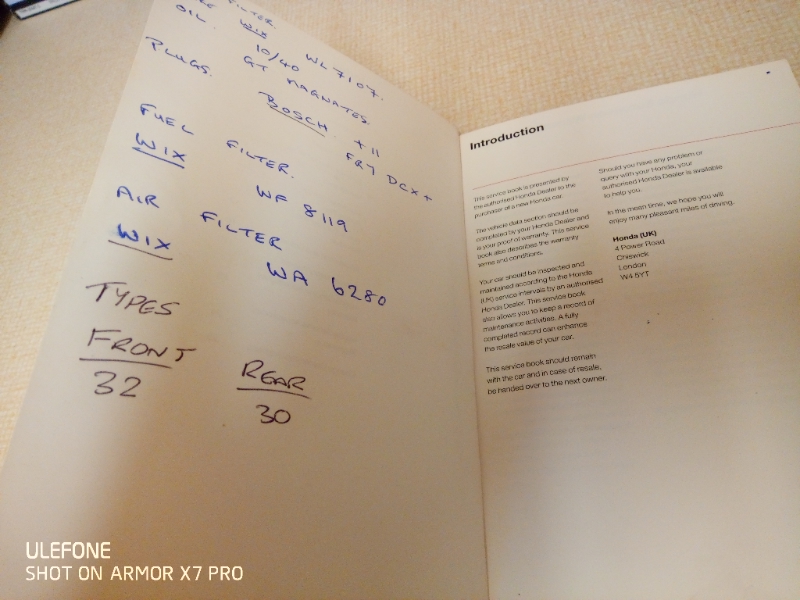 FILTER.
WIX WL7107.
OIL. 10/40
GT MAGNATEC
PLUGS. BOSCH +11
FR7 DCX+
FUEL FILTER.
WIX WF 8119
AIR FILTER
WIX WA 6280
TYPES
FRONT REAR
32 30
Introduction
This service book is presented by
the authorised Honda Dealer to the
purchaser of a new Honda car.
The vehicle data section should be
completed by your Honda Dealer and
is your proof of warranty. This service
book also describes the warranty
terms and conditions.
Your car should be inspected and
maintained according to the Honda
(UK) service intervals by an authorised
Honda Dealer. This service book
also allows you to keep a record of
maintenance activities. A fully
completed record can enhance
the resale value of your car.
This service book should remain
with the car and in case of resale,
be handed over to the next owner.
Should you have any problem or
query with your Honda, your
authorised Honda Dealer is available
to help you.
In the mean time, we hope you will
enjoy many pleasant miles of driving.
Honda (UK)
4 Power Road
Chiswick
London
W4 5YT
ULEFONE
SHOT ON ARMOR X7 PRO